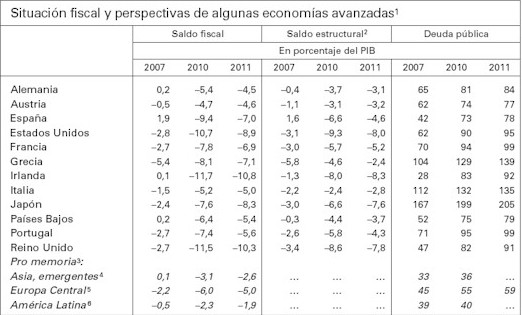 Situación fiscal y perspectivas de algunas economías avanzadas¹
Saldo fiscal Saldo estructural² Deuda pública
En porcentaje del PIB
2007 2010 2011 2007 2010 2011 2007 2010 2011
Alemania 0,2 –5,4 –4,5 –0,4 –3,7 –3,1 65 81 84
Austria –0,5 –4,7 –4,6 –1,1 –3,1 –3,2 62 74 77
España 1,9 –9,4 –7,0 1,6 –6,6 –4,6 42 73 78
Estados Unidos –2,8 –10,7 –8,9 –3,1 –9,3 –8,0 62 90 95
Francia –2,7 –7,8 –6,9 –3,0 –5,7 –5,2 70 94 99
Grecia –5,4 –8,1 –7,1 –5,8 –4,6 –2,4 104 129 139
Irlanda 0,1 –11,7 –10,8 –1,3 –8,0 –8,3 28 83 92
Italia –1,5 –5,2 –5,0 –2,2 –2,4 –2,8 112 132 135
Japón –2,4 –7,6 –8,3 –3,0 –6,6 –7,6 167 199 205
Países Bajos 0,2 –6,4 –5,4 –0,3 –4,4 –3,7 52 75 79
Portugal –2,7 –7,4 –5,6 –2,6 –5,8 –4,3 71 95 99
Reino Unido –2,7 –11,5 –10,3 –3,4 –8,6 –7,8 47 82 91
Pro memoria³:
Asia, emergentes⁴ 0,1 –3,1 –2,6 ... ... ... 33 36 ...
Europa Central⁵ –2,2 –6,0 –5,0 ... ... ... 45 55 59
América Latina⁶ –0,5 –2,3 –1,9 ... ... ... 39 40 ...